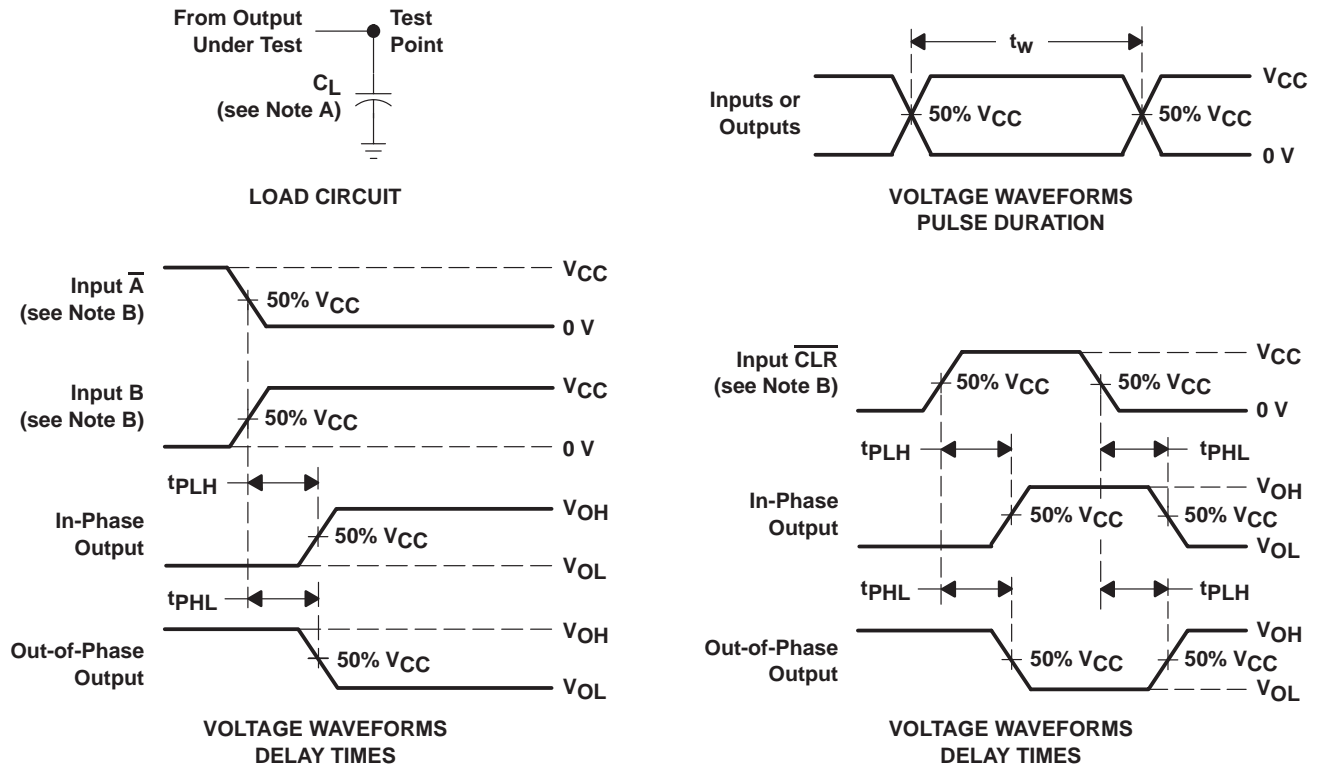 From Output
Under Test
Test
Point
CL
(see Note A)
LOAD CIRCUIT
tw
Inputs or
Outputs
50% VCC
50% VCC
VCC
0 V
VOLTAGE WAVEFORMS
PULSE DURATION
Input A̅
(see Note B)
50% VCC
VCC
0 V
Input B
(see Note B)
50% VCC
VCC
0 V
tPLH
In-Phase
Output
50% VCC
VOH
VOL
tPHL
Out-of-Phase
Output
50% VCC
VOH
VOL
VOLTAGE WAVEFORMS
DELAY TIMES
Input C̅L̅R̅
(see Note B)
50% VCC
50% VCC
VCC
0 V
tPLH
tPHL
In-Phase
Output
50% VCC
50% VCC
VOH
VOL
tPHL
tPLH
Out-of-Phase
Output
50% VCC
50% VCC
VOH
VOL
VOLTAGE WAVEFORMS
DELAY TIMES